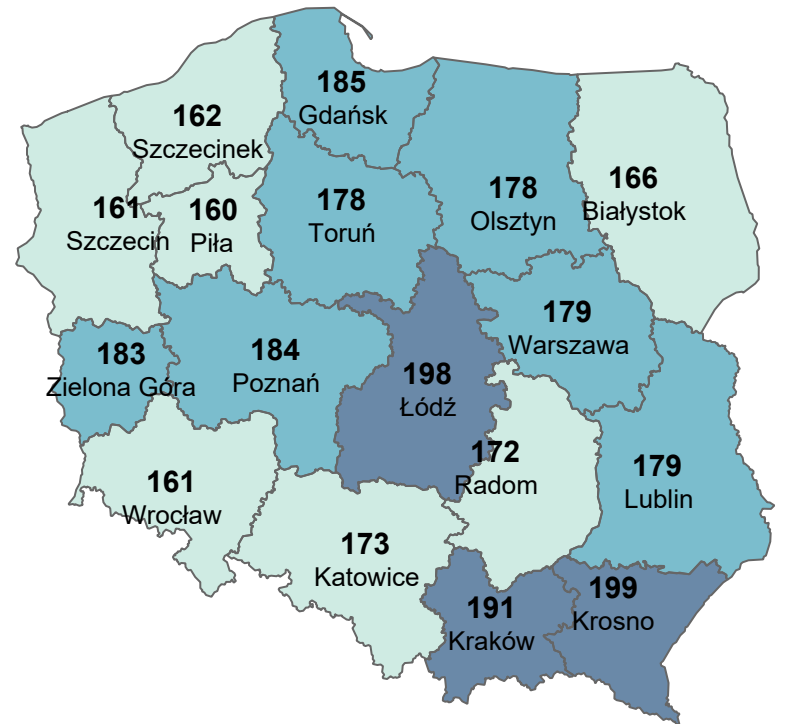 185
Gdańsk
162
Szczecinek
166
Białystok
178
Olsztyn
178
Toruń
161
Szczecin
160
Piła
179
Warszawa
183
Zielona Góra
184
Poznań
198
Łódź
172
Radom
179
Lublin
161
Wrocław
173
Katowice
199
Krosno
191
Kraków